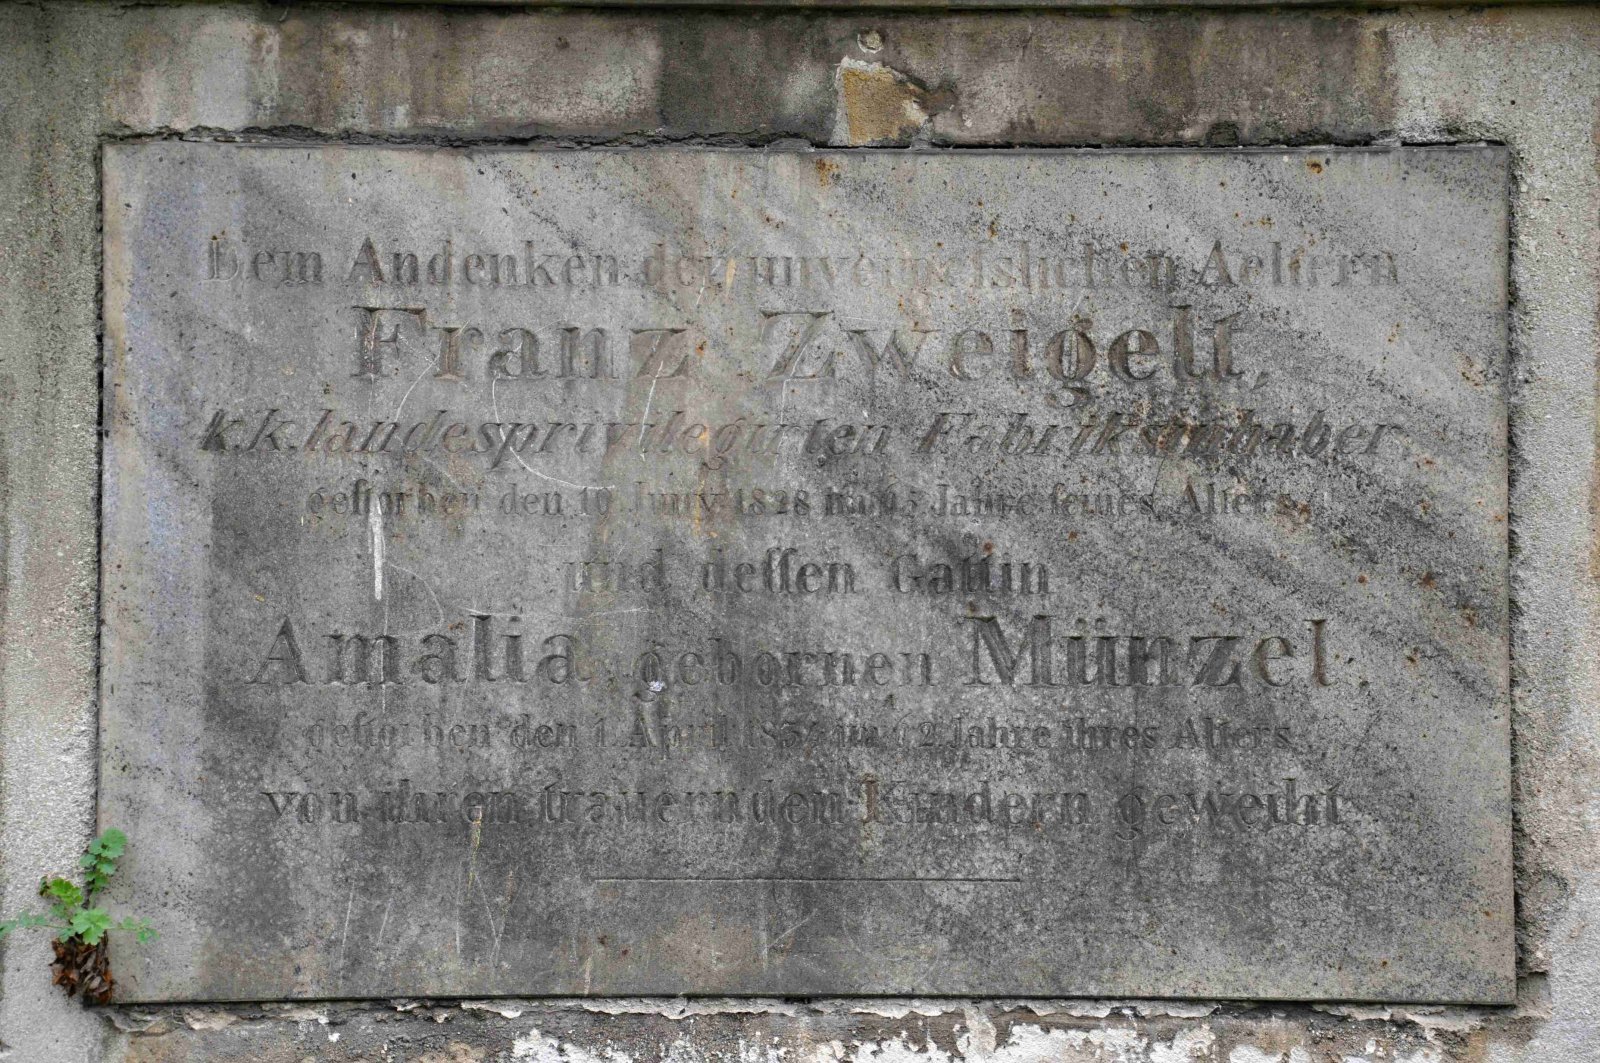 Dem Andenken der unvergeſslichen Aeltern
Franz Zweigelt,
k.k. landesprivilegirten Fabriksinhaber,
geſtorben den 10 Juny 1828 im Jahre ſeines Alters
und deſſen Gattin
Amalia gebornen Münzel,
geſtorben den 1. April im Jahre ihres Alters
von ihren trauernden Kindern geweiht